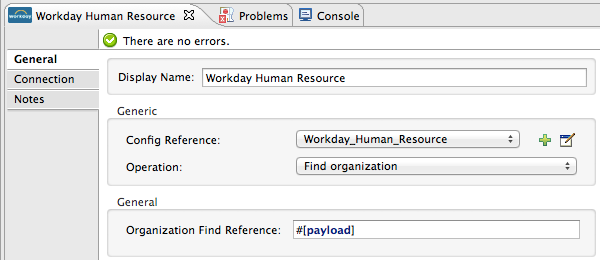 workday Workday Human Resource Problems Console
General
There are no errors.
Connection
Notes
Display Name: Workday Human Resource
Generic
Config Reference: Workday_Human_Resource
Operation: Find organization
General
Organization Find Reference: #[payload]